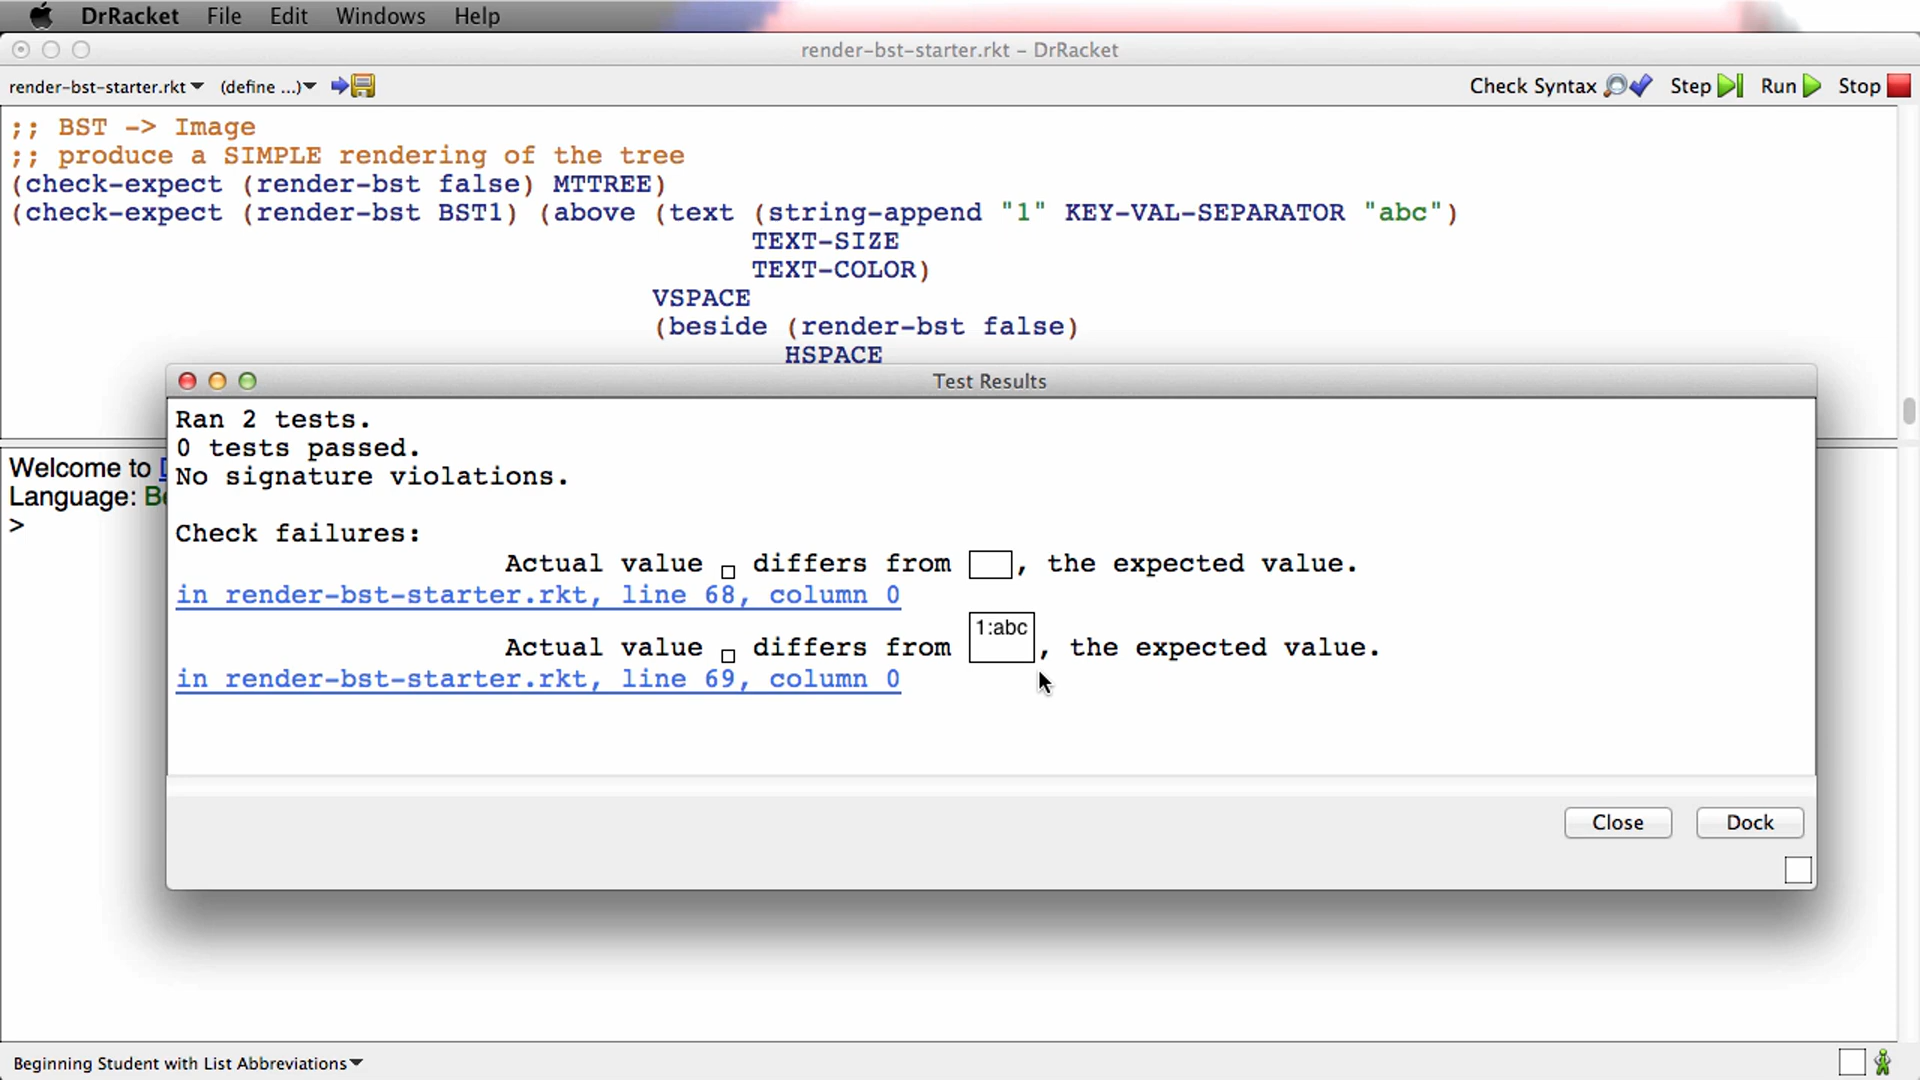 DrRacket File Edit Windows Help
render-bst-starter.rkt – DrRacket
render-bst-starter.rkt (define ...) Check Syntax Step Run Stop
;; BST -> Image
;; produce a SIMPLE rendering of the tree
(check-expect (render-bst false) MTTREE)
(check-expect (render-bst BST1) (above (text (string-append "1" KEY-VAL-SEPARATOR "abc")
TEXT-SIZE
TEXT-COLOR)
VSPACE
(beside (render-bst false)
HSPACE
Test Results
Ran 2 tests.
0 tests passed.
No signature violations.
Check failures:
Actual value differs from , the expected value.
in render-bst-starter.rkt, line 68, column 0
1:abc
Actual value differs from , the expected value.
in render-bst-starter.rkt, line 69, column 0
Close Dock
Welcome to
Language:
>
Beginning Student with List Abbreviations